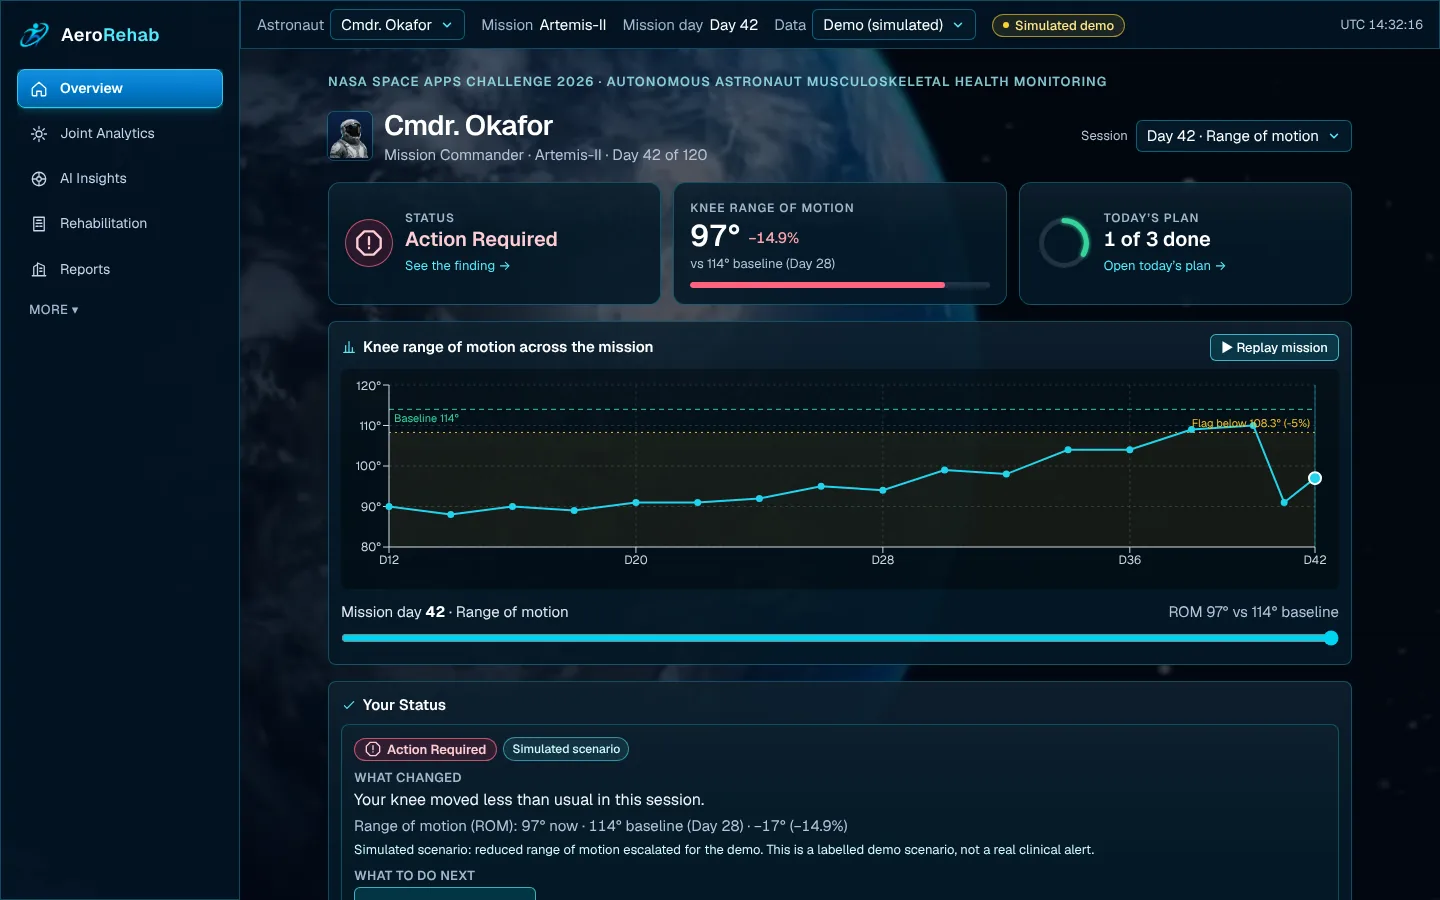 AeroRehab
Overview
Joint Analytics
AI Insights
Rehabilitation
Reports
MORE ▾
Astronaut Cmdr. Okafor Mission Artemis-II Mission day Day 42 Data Demo (simulated) Simulated demo UTC 14:32:16
NASA SPACE APPS CHALLENGE 2026 · AUTONOMOUS ASTRONAUT MUSCULOSKELETAL HEALTH MONITORING
Cmdr. Okafor
Mission Commander · Artemis-II · Day 42 of 120
Session Day 42 · Range of motion
STATUS
Action Required
See the finding →
KNEE RANGE OF MOTION
97° −14.9%
vs 114° baseline (Day 28)
TODAY'S PLAN
1 of 3 done
Open today's plan →
Knee range of motion across the mission
▶ Replay mission
120°
110°
100°
90°
80°
Baseline 114°
Flag below 108.3° (-5%)
D12 D20 D28 D36 D42
Mission day 42 · Range of motion
ROM 97° vs 114° baseline
Your Status
Action Required Simulated scenario
WHAT CHANGED
Your knee moved less than usual in this session.
Range of motion (ROM): 97° now · 114° baseline (Day 28) · −17° (−14.9%)
Simulated scenario: reduced range of motion escalated for the demo. This is a labelled demo scenario, not a real clinical alert.
WHAT TO DO NEXT